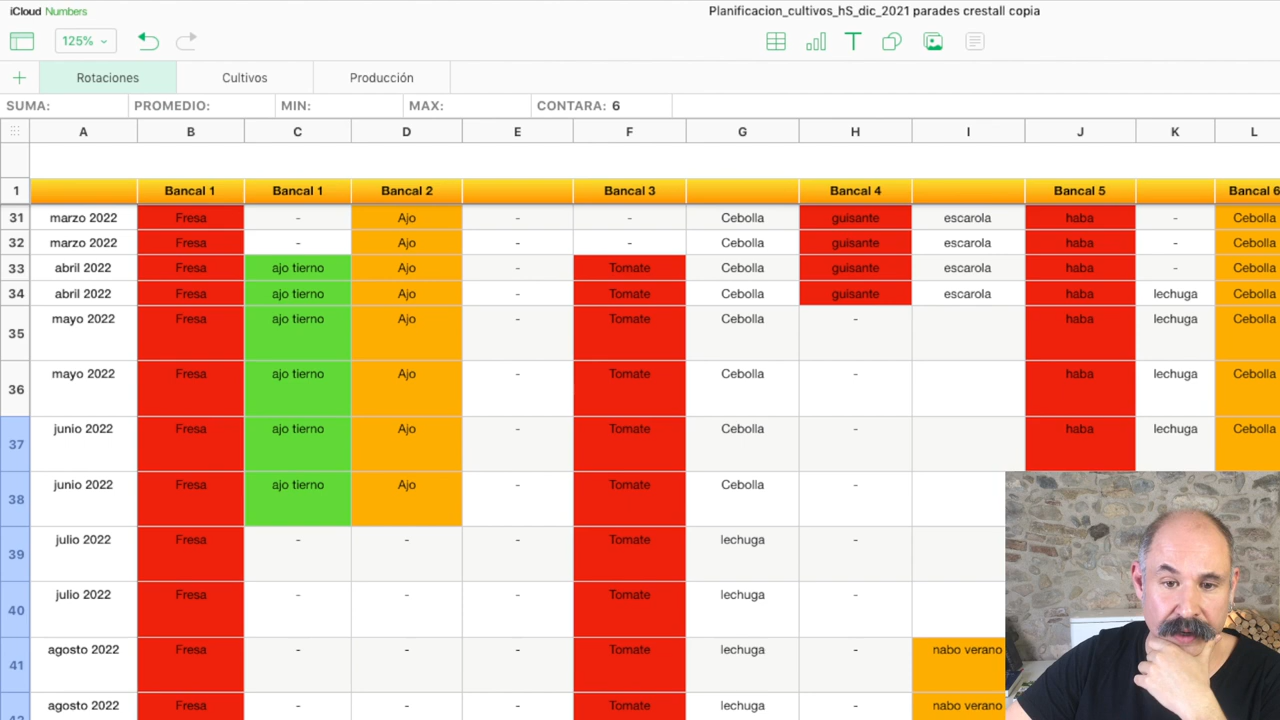 iCloud Numbers
Planificacion_cultivos_hS_dic_2021 parades crestall copia
125%
Rotaciones Cultivos Producción
SUMA: PROMEDIO: MIN: MAX: CONTARA: 6
A B C D E F G H I J K L
1 Bancal 1 Bancal 1 Bancal 2 Bancal 3 Bancal 4 Bancal 5 Bancal 6
31 marzo 2022 Fresa - Ajo - - Cebolla guisante escarola haba - Cebolla
32 marzo 2022 Fresa - Ajo - - Cebolla guisante escarola haba - Cebolla
33 abril 2022 Fresa ajo tierno Ajo - Tomate Cebolla guisante escarola haba - Cebolla
34 abril 2022 Fresa ajo tierno Ajo - Tomate Cebolla guisante escarola haba lechuga Cebolla
35 mayo 2022 Fresa ajo tierno Ajo - Tomate Cebolla - haba lechuga Cebolla
36 mayo 2022 Fresa ajo tierno Ajo - Tomate Cebolla - haba lechuga Cebolla
37 junio 2022 Fresa ajo tierno Ajo - Tomate Cebolla - haba lechuga Cebolla
38 junio 2022 Fresa ajo tierno Ajo - Tomate Cebolla -
39 julio 2022 Fresa - - - Tomate lechuga -
40 julio 2022 Fresa - - - Tomate lechuga -
41 agosto 2022 Fresa - - - Tomate lechuga - nabo verano
agosto 2022 Fresa - - - Tomate lechuga - nabo verano